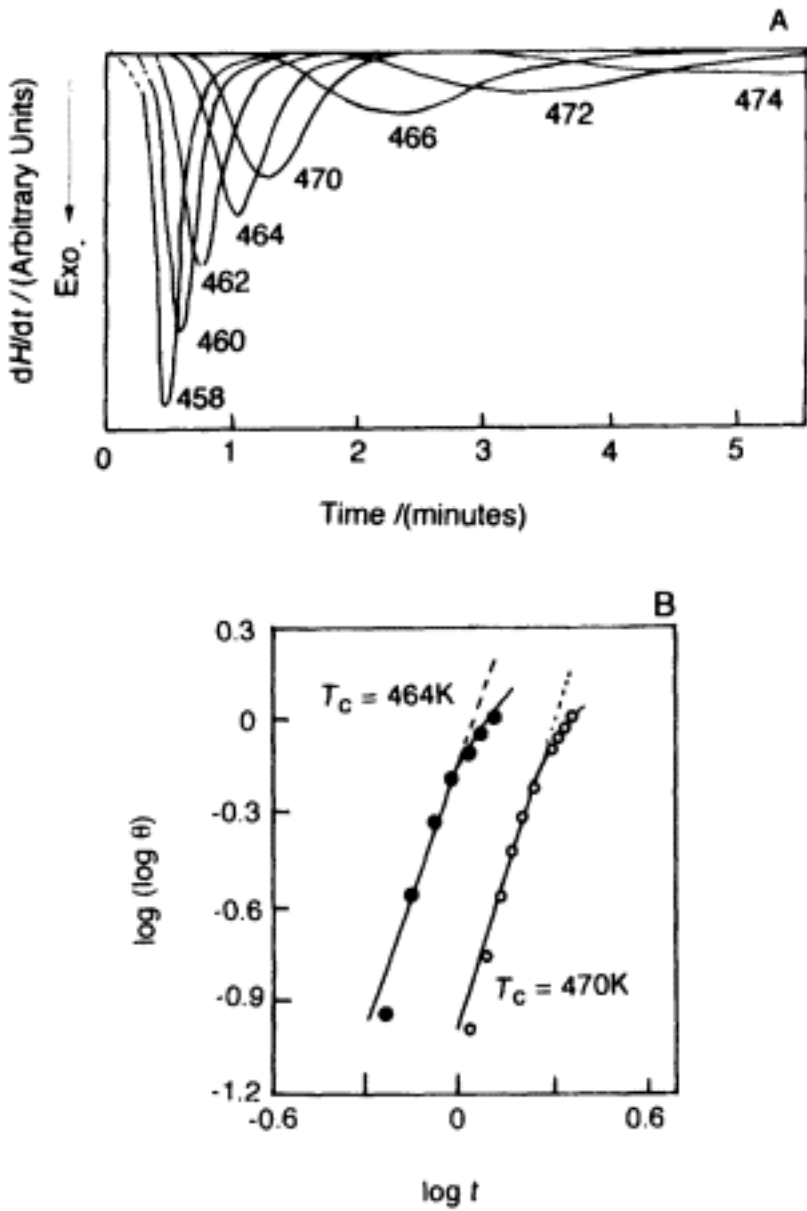 A
dH/dt /(Arbitrary Units)
Exo.
466
472
474
470
464
462
460
458
0 1 2 3 4 5
Time /(minutes)
B
0.3
0
-0.3
-0.6
-0.9
-1.2
log (log θ)
Tc = 464K
Tc = 470K
-0.6 0 0.6
log t